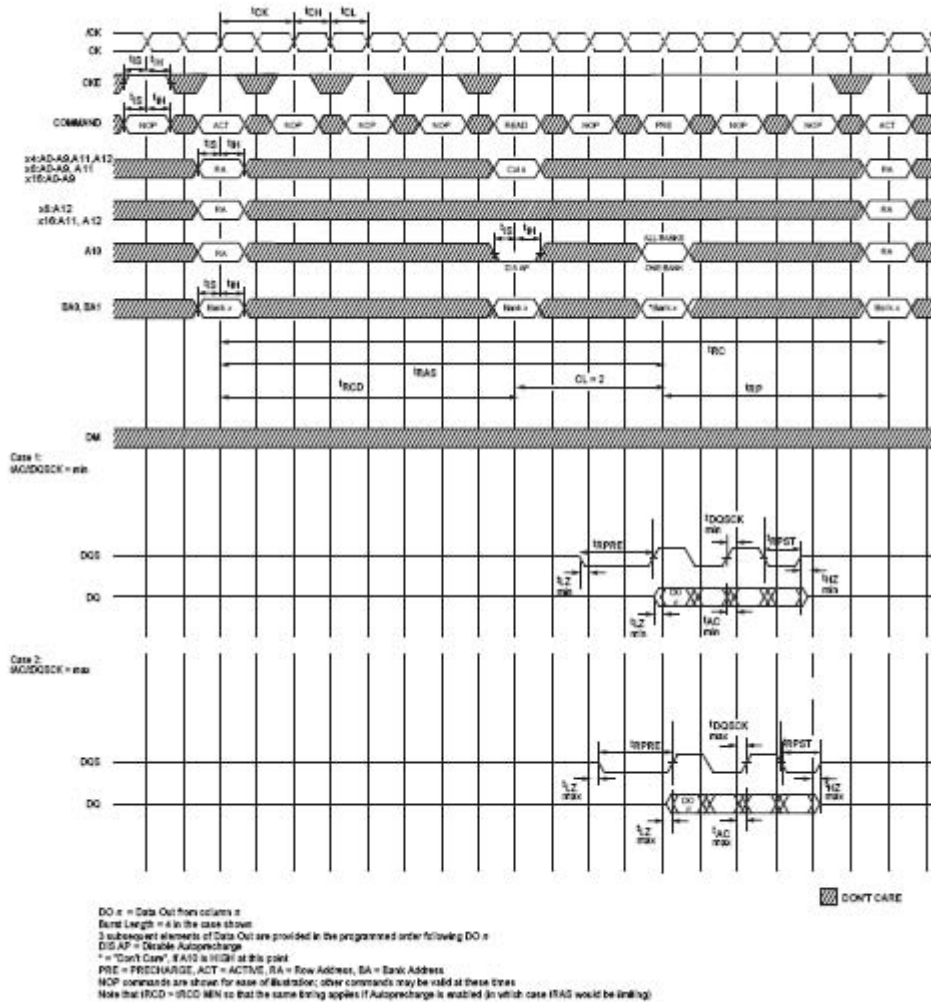 tCK tCH tCL
/CK
CK
tIS tIH
CKE
tIS tIH
COMMAND NOP ACT NOP NOP NOP READ NOP PRE NOP NOP ACT
tIS tIH
x4:A0-A9,A11,A12
x8:A0-A9, A11
x16:A0-A9
RA Col n RA
x8:A12
x16:A11, A12
RA RA
tIS tIH
ALL BANKS
A10 RA RA
DIS AP ONE BANK
tIS tIH
BA0, BA1 Bank x Bank x *Bank x Bank x
tRC
tRAS
CL = 2
tRCD tRP
DM
Case 1:
tAC/tDQSCK = min
tDQSCK
min
tRPRE tRPST
DQS
tLZ
min
tHZ
min
DQ DO
n
tLZ
min
tAC
min
Case 2:
tAC/tDQSCK = max
tDQSCK
max
tRPRE tRPST
DQS
tLZ
max
tHZ
max
DQ DO
n
tLZ
max
tAC
max
DON'T CARE
DO n = Data Out from column n
Burst Length = 4 in the case shown
3 subsequent elements of Data Out are provided in the programmed order following DO n
DIS AP = Disable Autoprecharge
* = "Don't Care", if A10 is HIGH at this point
PRE = PRECHARGE, ACT = ACTIVE, RA = Row Address, BA = Bank Address
NOP commands are shown for ease of illustration; other commands may be valid at these times
Note that tRCD > tRCD MIN so that the same timing applies if Autoprecharge is enabled (in which case tRAS would be limiting)